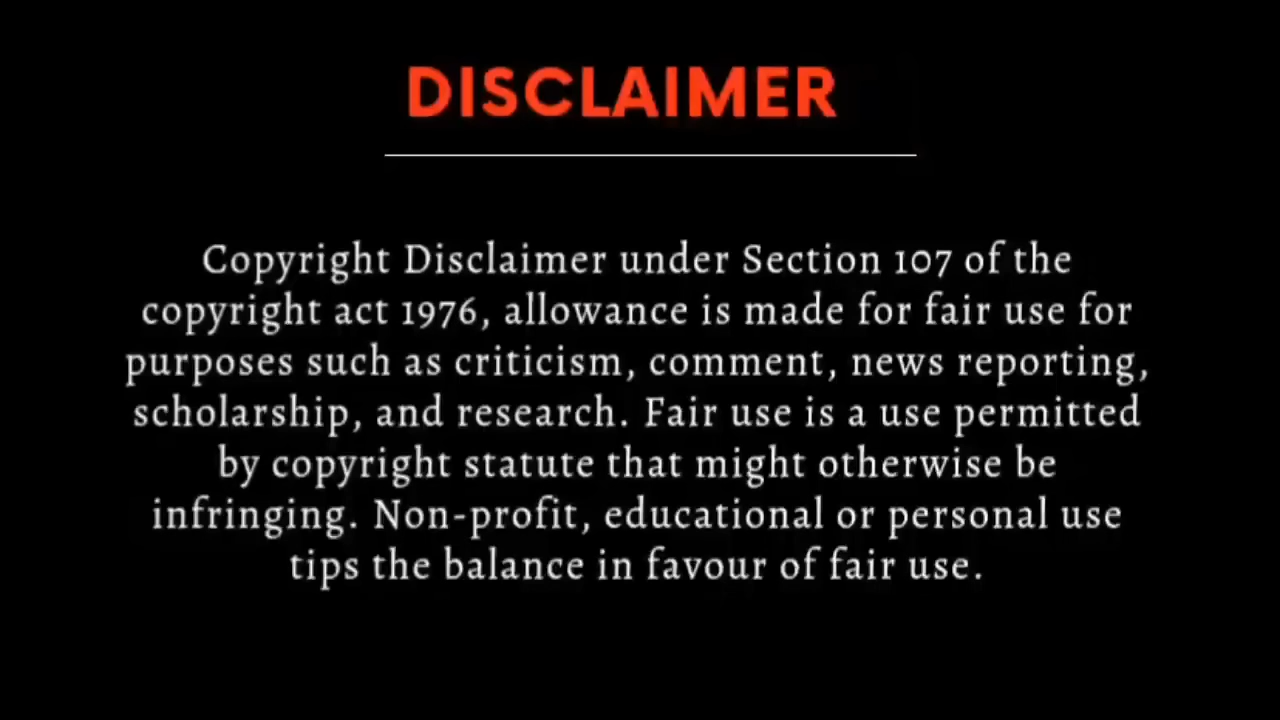 DISCLAIMER
Copyright Disclaimer under Section 107 of the
copyright act 1976, allowance is made for fair use for
purposes such as criticism, comment, news reporting,
scholarship, and research. Fair use is a use permitted
by copyright statute that might otherwise be
infringing. Non-profit, educational or personal use
tips the balance in favour of fair use.